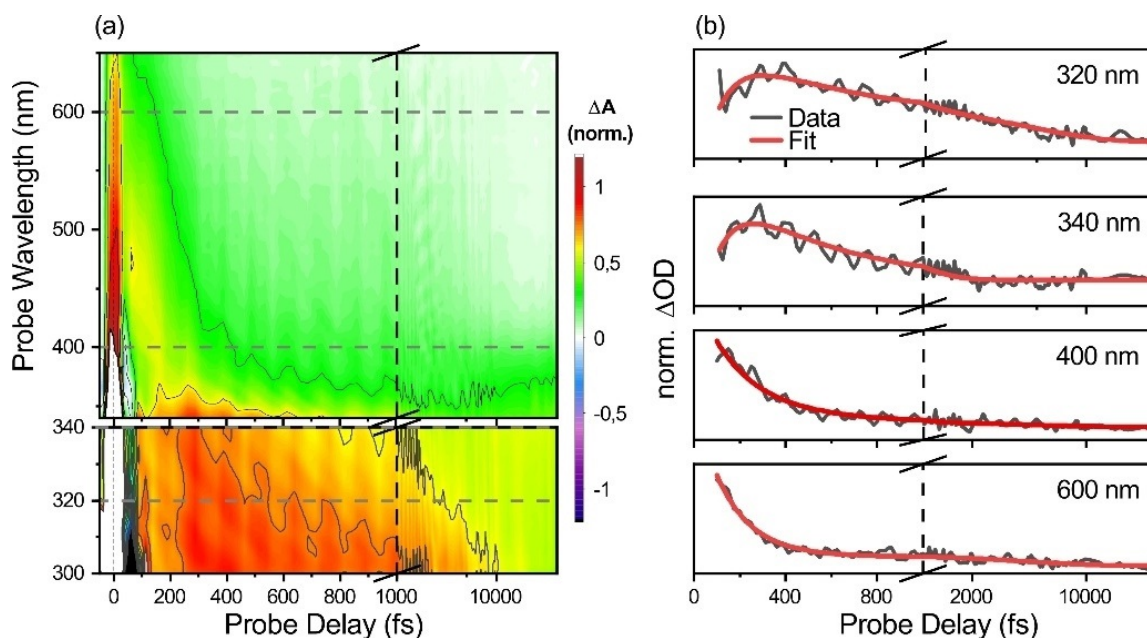 (a)
Probe Wavelength (nm)
600
500
400
340
320
300
0
200
400
600
800
1000
10000
Probe Delay (fs)
ΔA
(norm.)
1
0,5
0
-0,5
-1
(b)
norm. ΔOD
320 nm
Data
Fit
340 nm
400 nm
600 nm
0
400
800
2000
10000
Probe Delay (fs)